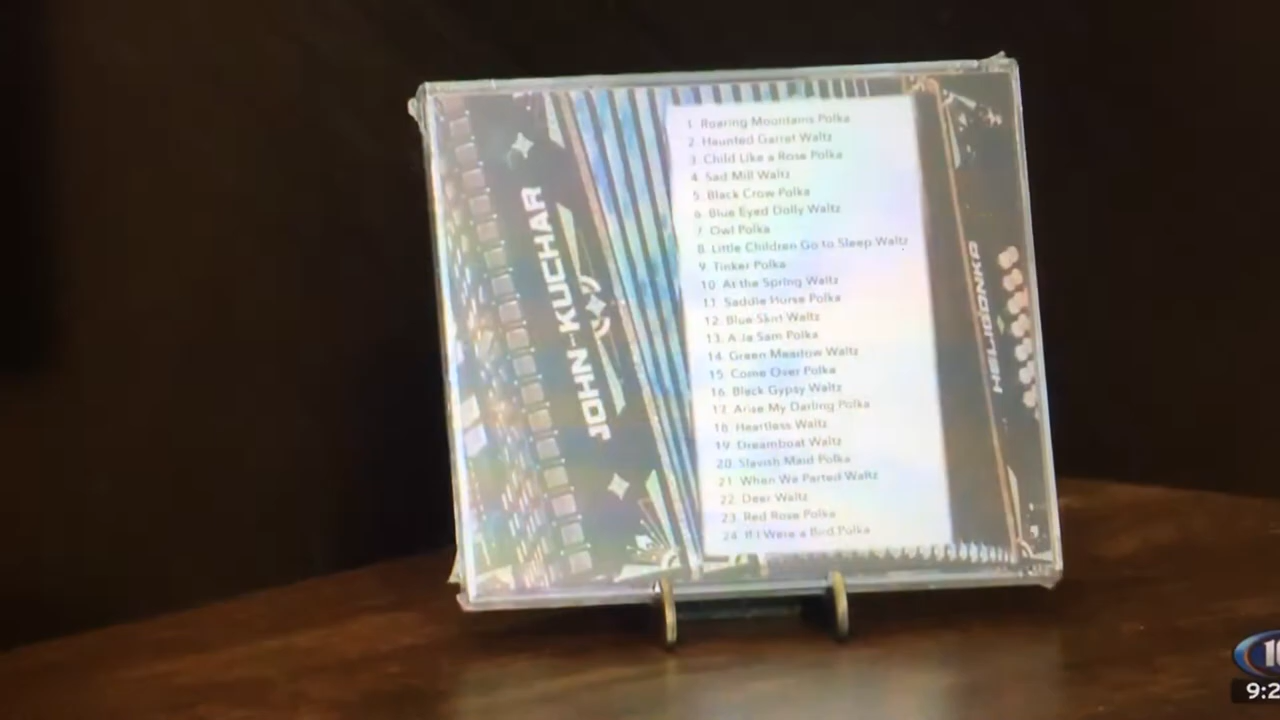 JOHN KUCHAR
1. Roaring Mountains Polka
2. Haunted Garret Waltz
3. Child Like a Rose Polka
4. Sad Mill Waltz
5. Black Crow Polka
6. Blue Eyed Dolly Waltz
7. Owl Polka
8. Little Children Go to Sleep Waltz
9. Tinker Polka
10. At the Spring Waltz
11. Saddle Horse Polka
12. Blue Skirt Waltz
13. A Ja Sam Polka
14. Green Meadow Waltz
15. Come Over Polka
16. Black Gypsy Waltz
17. Arise My Darling Polka
18. Heartless Waltz
19. Dreamboat Waltz
20. Slavish Maid Polka
21. When We Parted Waltz
22. Deer Waltz
23. Red Rose Polka
24. If I Were a Bird Polka
HELIGONKA
10
9:2